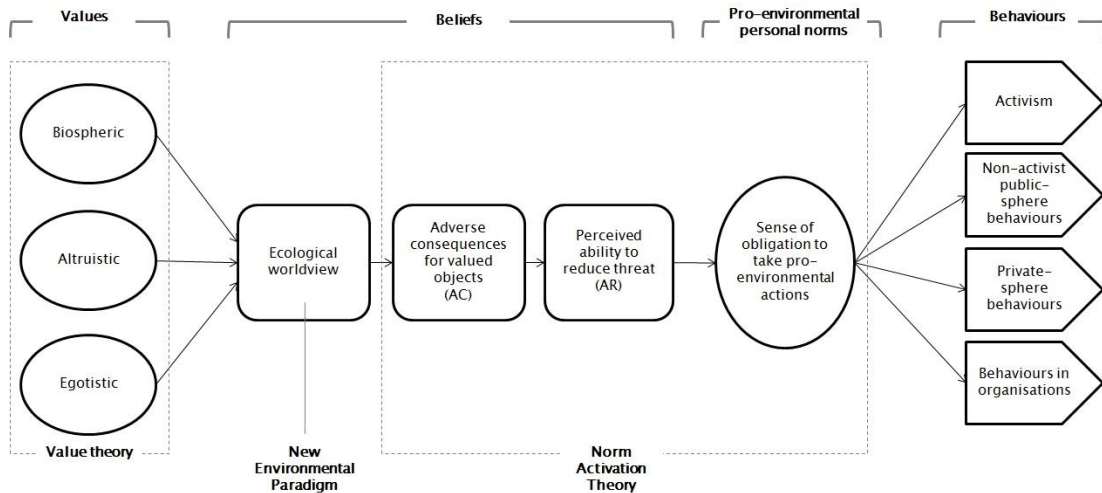 Values
Beliefs
Pro-environmental
personal norms
Behaviours
Biospheric
Altruistic
Egotistic
Value theory
Ecological
worldview
New
Environmental
Paradigm
Adverse
consequences
for valued
objects
(AC)
Perceived
ability to
reduce threat
(AR)
Norm
Activation
Theory
Sense of
obligation to
take pro-
environmental
actions
Activism
Non-activist
public-
sphere
behaviours
Private-
sphere
behaviours
Behaviours in
organisations